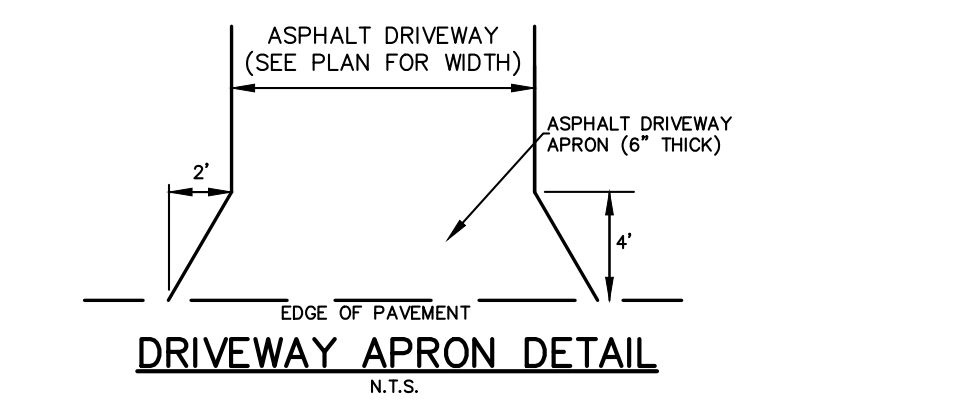 ASPHALT DRIVEWAY
(SEE PLAN FOR WIDTH)
ASPHALT DRIVEWAY
APRON (6" THICK)
2'
4'
EDGE OF PAVEMENT
DRIVEWAY APRON DETAIL
N.T.S.